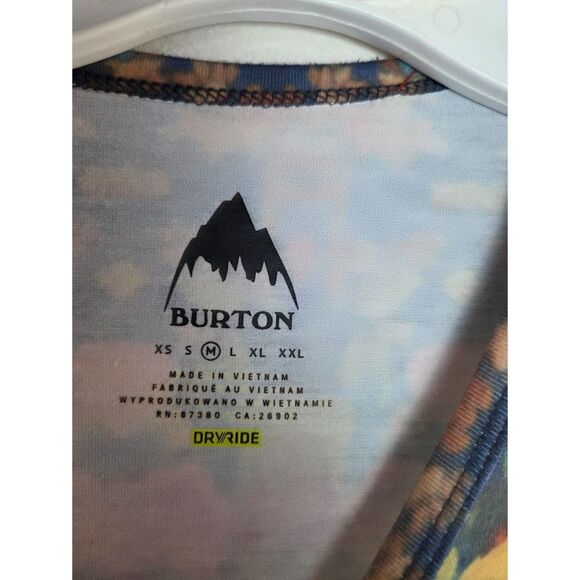 BURTON
XS S M L XL XXL
MADE IN VIETNAM
FABRIQUÉ AU VIETNAM
WYPRODUKOWANO W WIETNAMIE
RN:87380 CA:26902
DRYRIDE